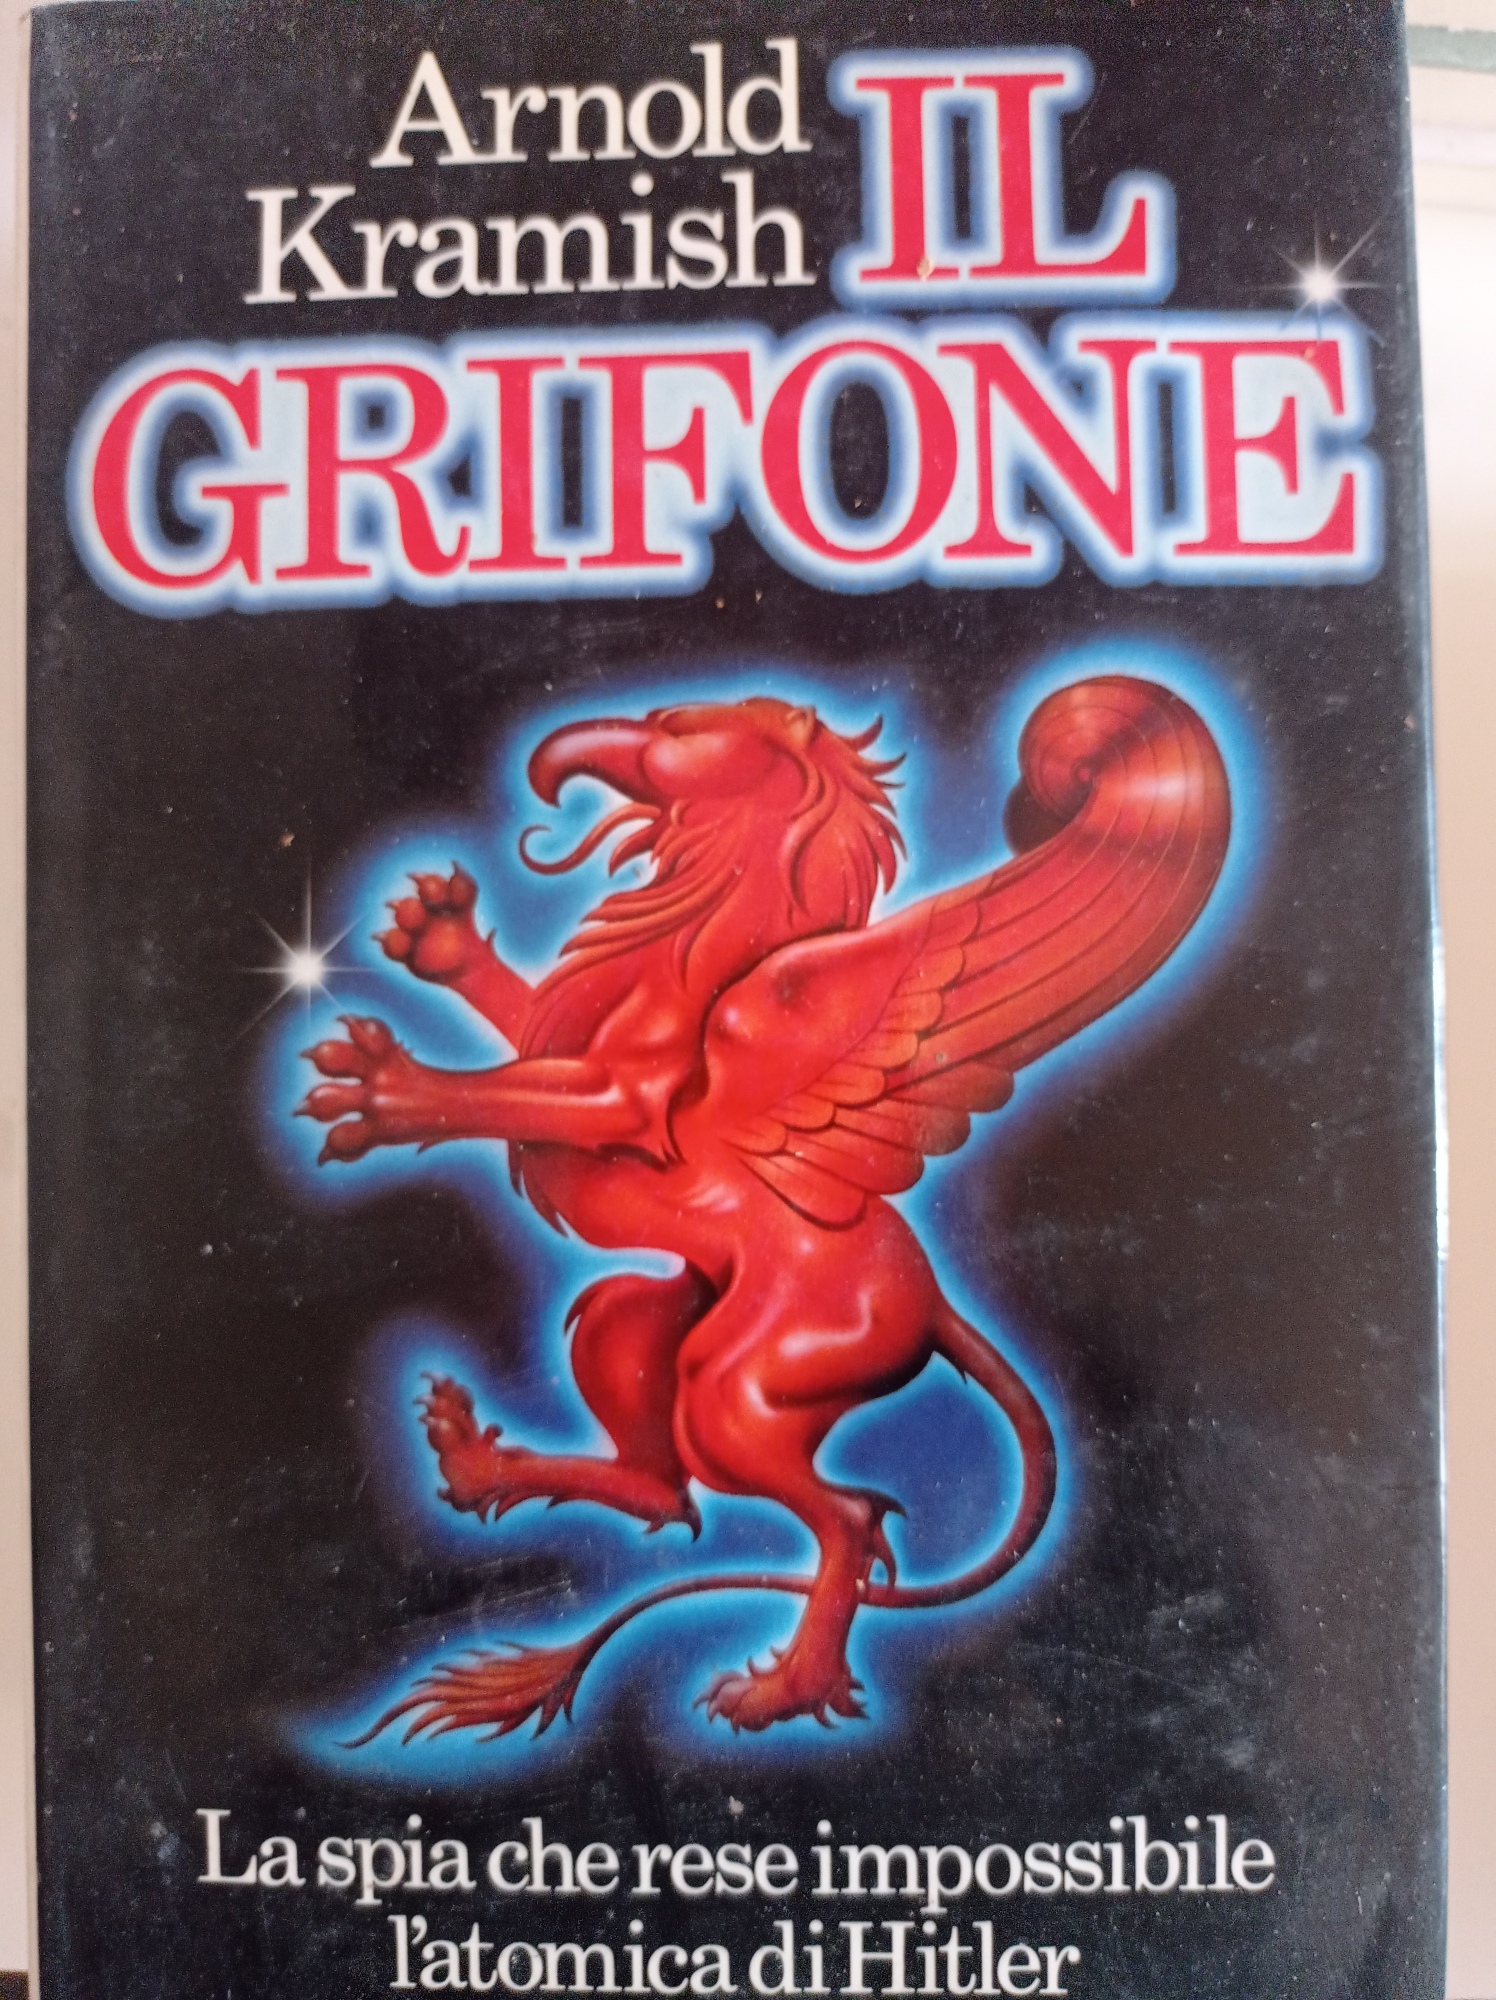 Arnold
Kramish
IL
GRIFONE
La spia che rese impossibile
l'atomica di Hitler